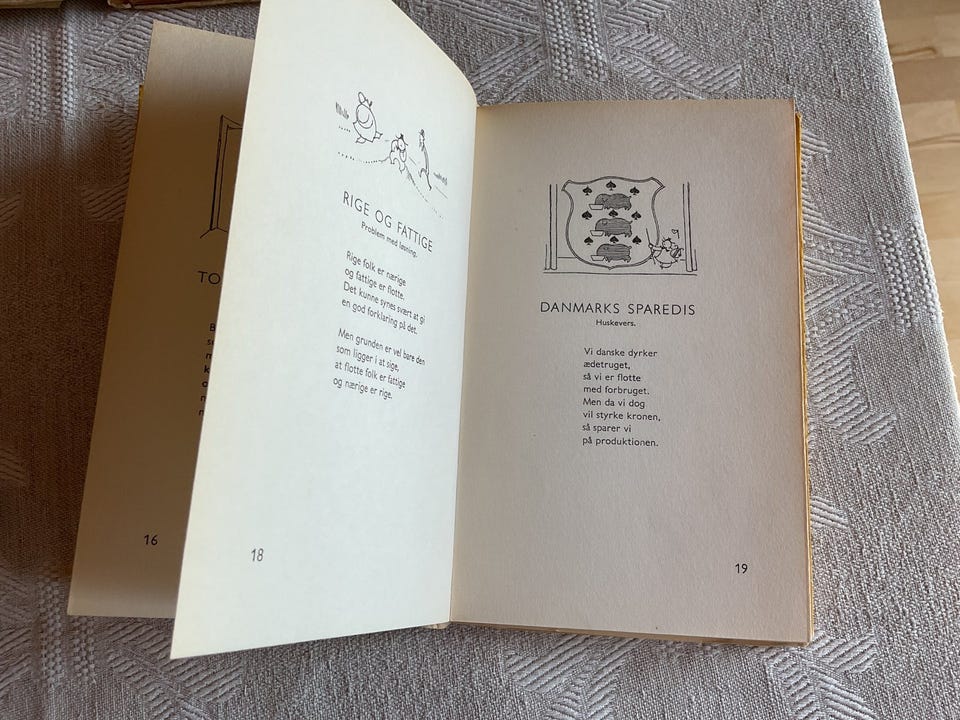 TO
16
RIGE OG FATTIGE
Problem med løsning.
Rige folk er nærige
og fattige er flotte.
Det kunne synes svært at gi
en god forklaring på det.
Men grunden er vel bare den
som ligger i at sige,
at flotte folk er fattige
og nærige er rige.
18
DANMARKS SPAREDIS
Huskevers.
Vi danske dyrker
ædetruget,
så vi er flotte
med forbruget.
Men da vi dog
vil styrke kronen,
så sparer vi
på produktionen.
19